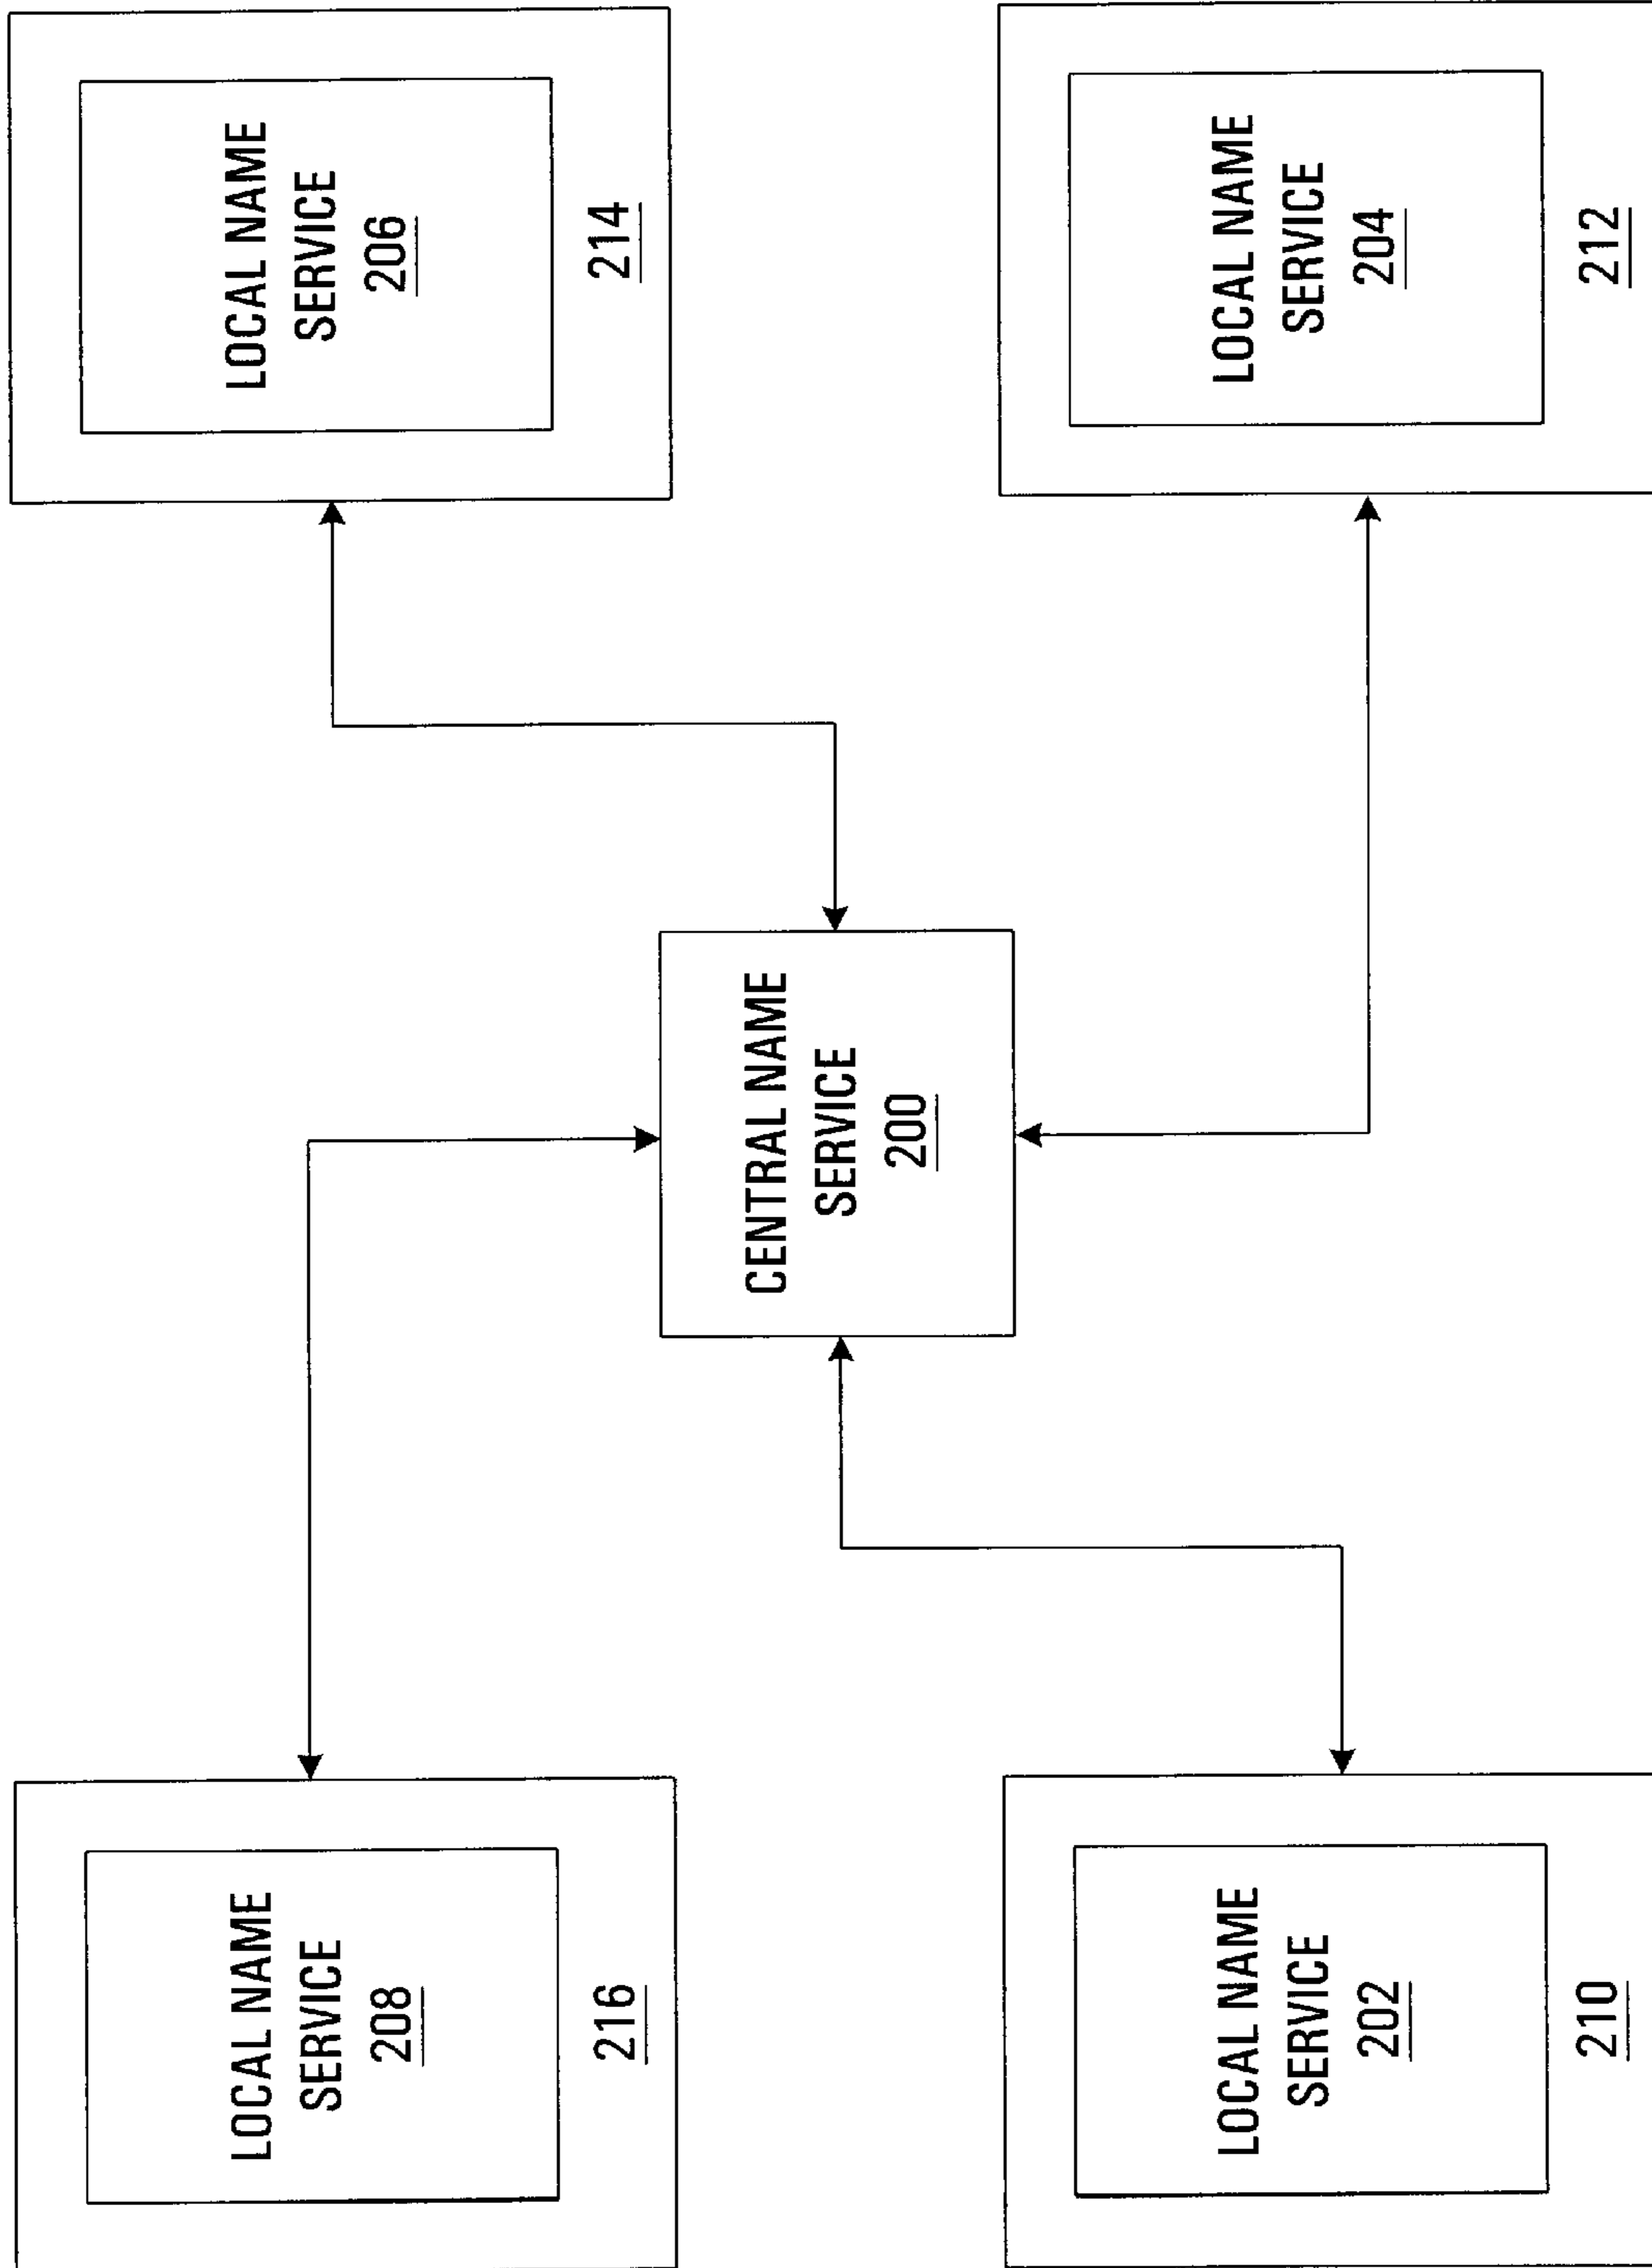 LOCAL NAME
SERVICE
208
216
LOCAL NAME
SERVICE
206
214
CENTRAL NAME
SERVICE
200
LOCAL NAME
SERVICE
202
210
LOCAL NAME
SERVICE
204
212